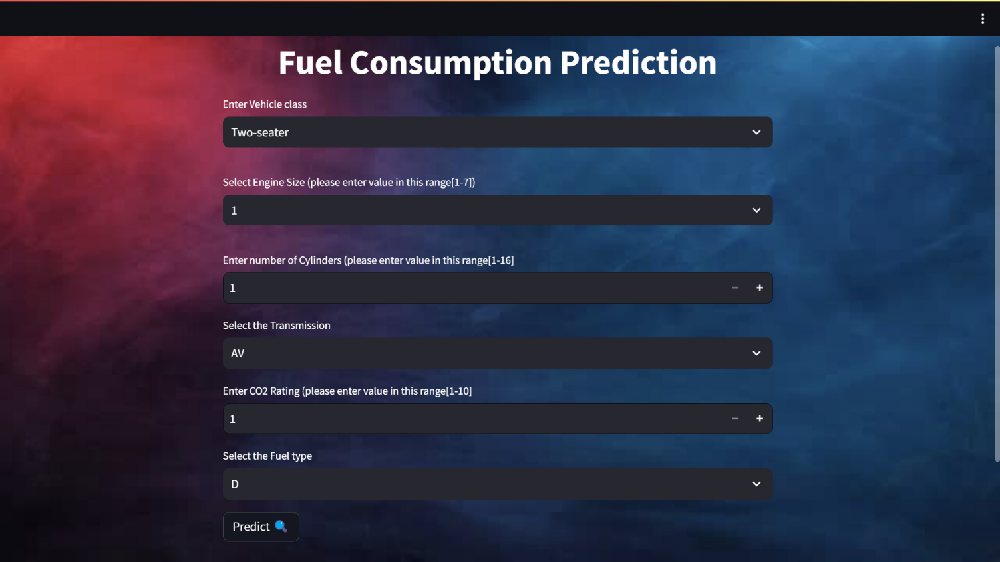 Fuel Consumption Prediction
Enter Vehicle class
Two-seater
Select Engine Size (please enter value in this range[1-7])
1
Enter number of Cylinders (please enter value in this range[1-16]
1
Select the Transmission
AV
Enter CO2 Rating (please enter value in this range[1-10]
1
Select the Fuel type
D
Predict